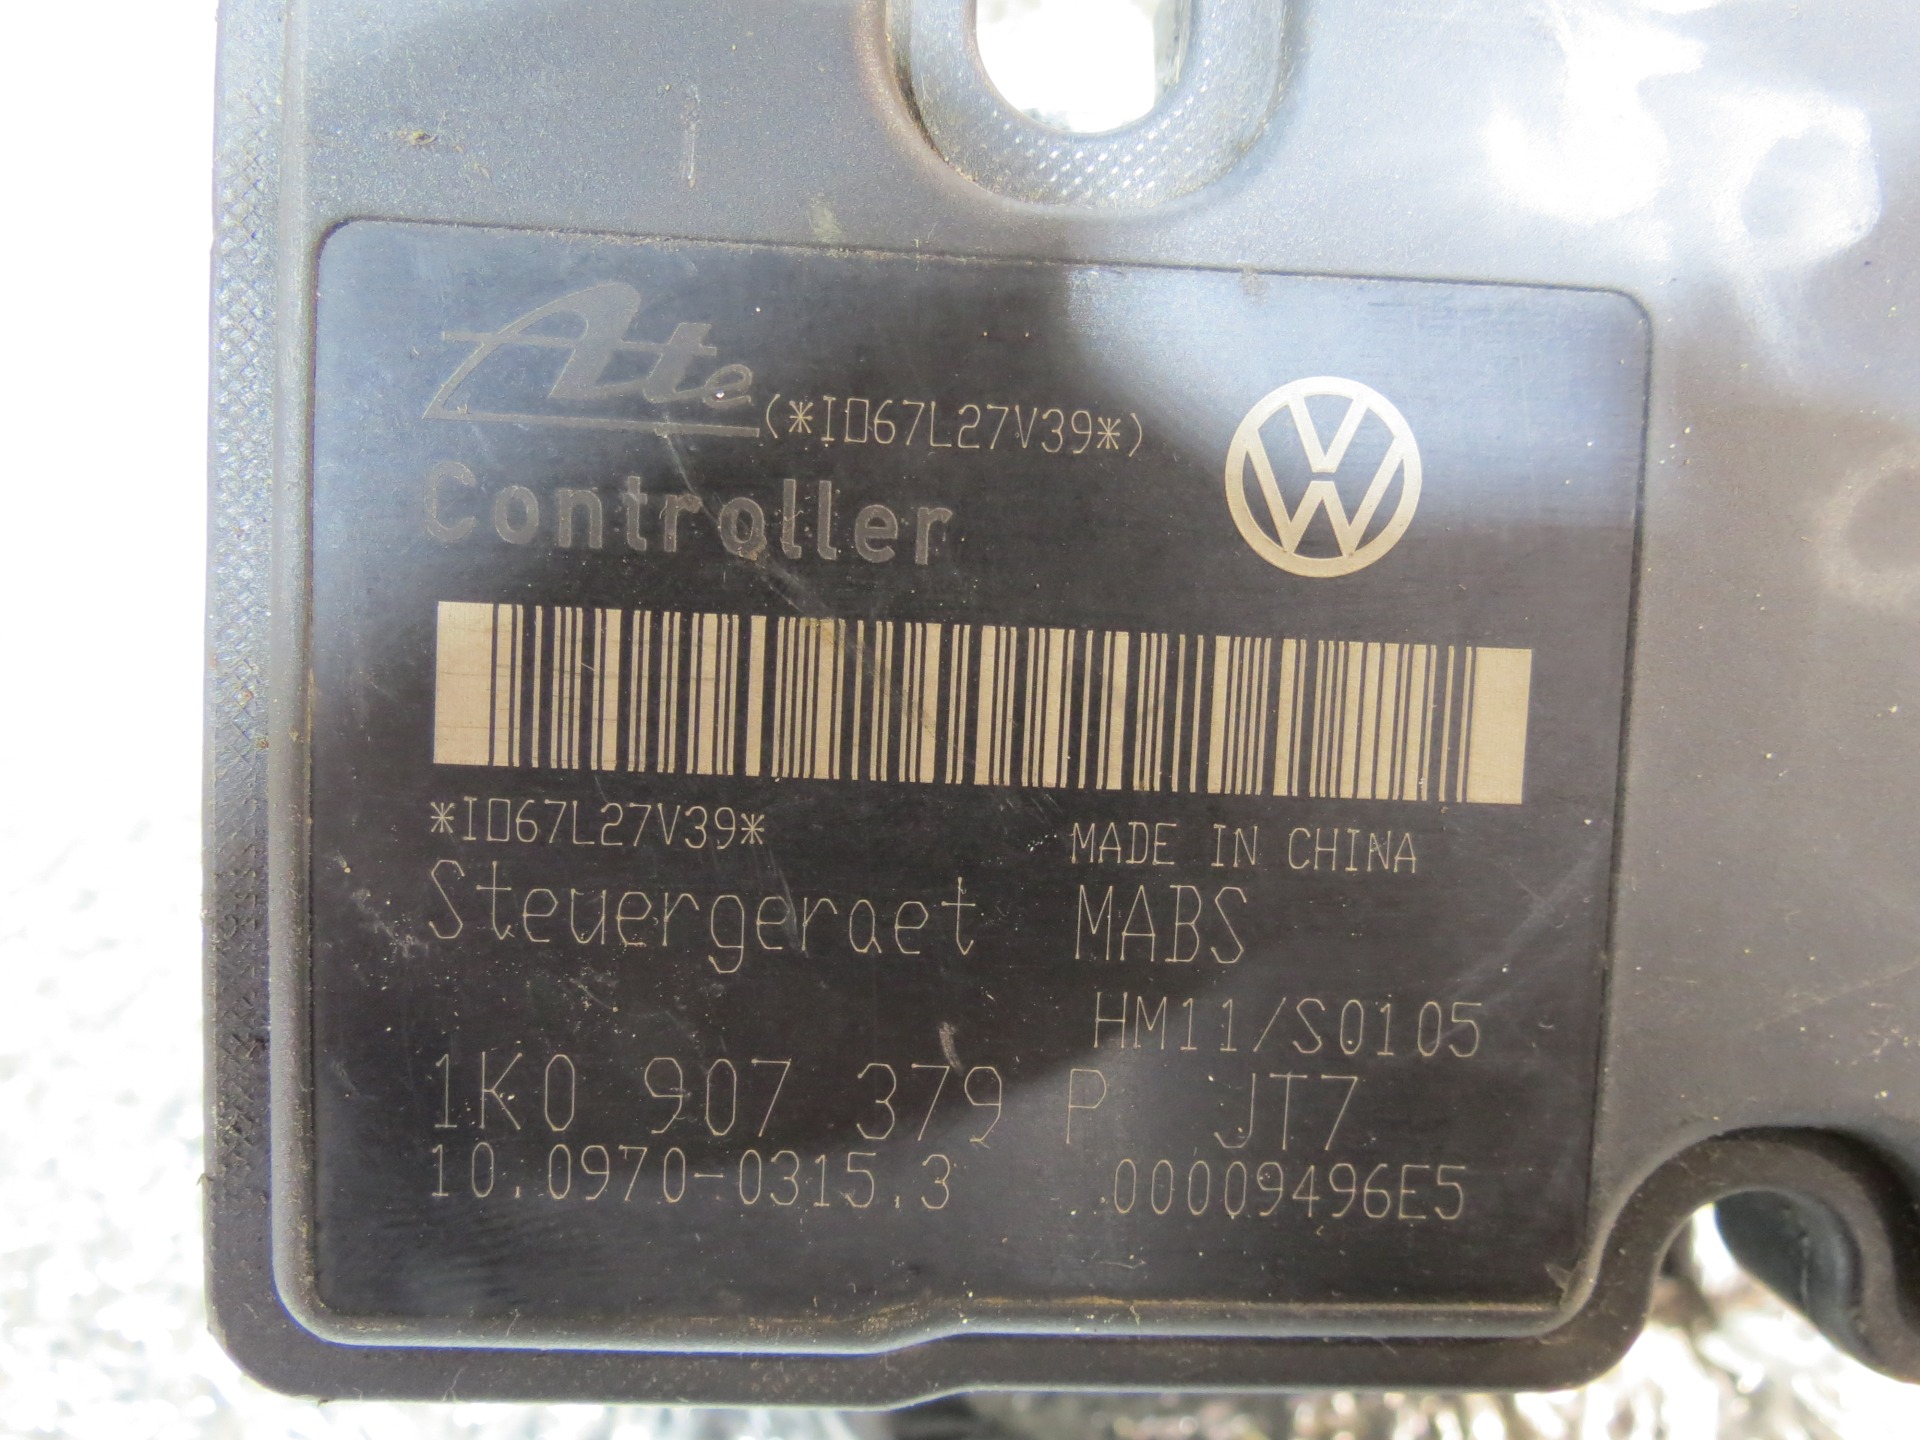 Ate (*I067L27V39*)
Controller
*I067L27V39*
MADE IN CHINA
Steuergeraet MABS
HM11/S0105
1K0 907 379 P JT7
10.0970-0315.3 00009496E5